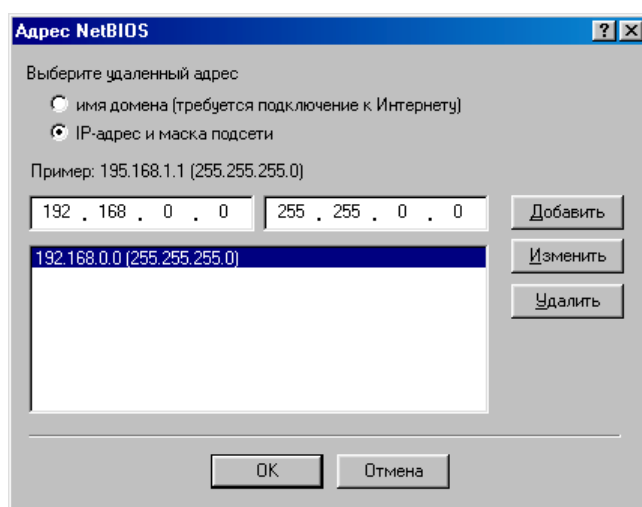 Адрес NetBIOS
Выберите удаленный адрес
имя домена (требуется подключение к Интернету)
IP-адрес и маска подсети
Пример: 195.168.1.1 (255.255.255.0)
192 . 168 . 0 . 0 255 . 255 . 0 . 0 Добавить
192.168.0.0 (255.255.255.0) Изменить
Удалить
OK Отмена